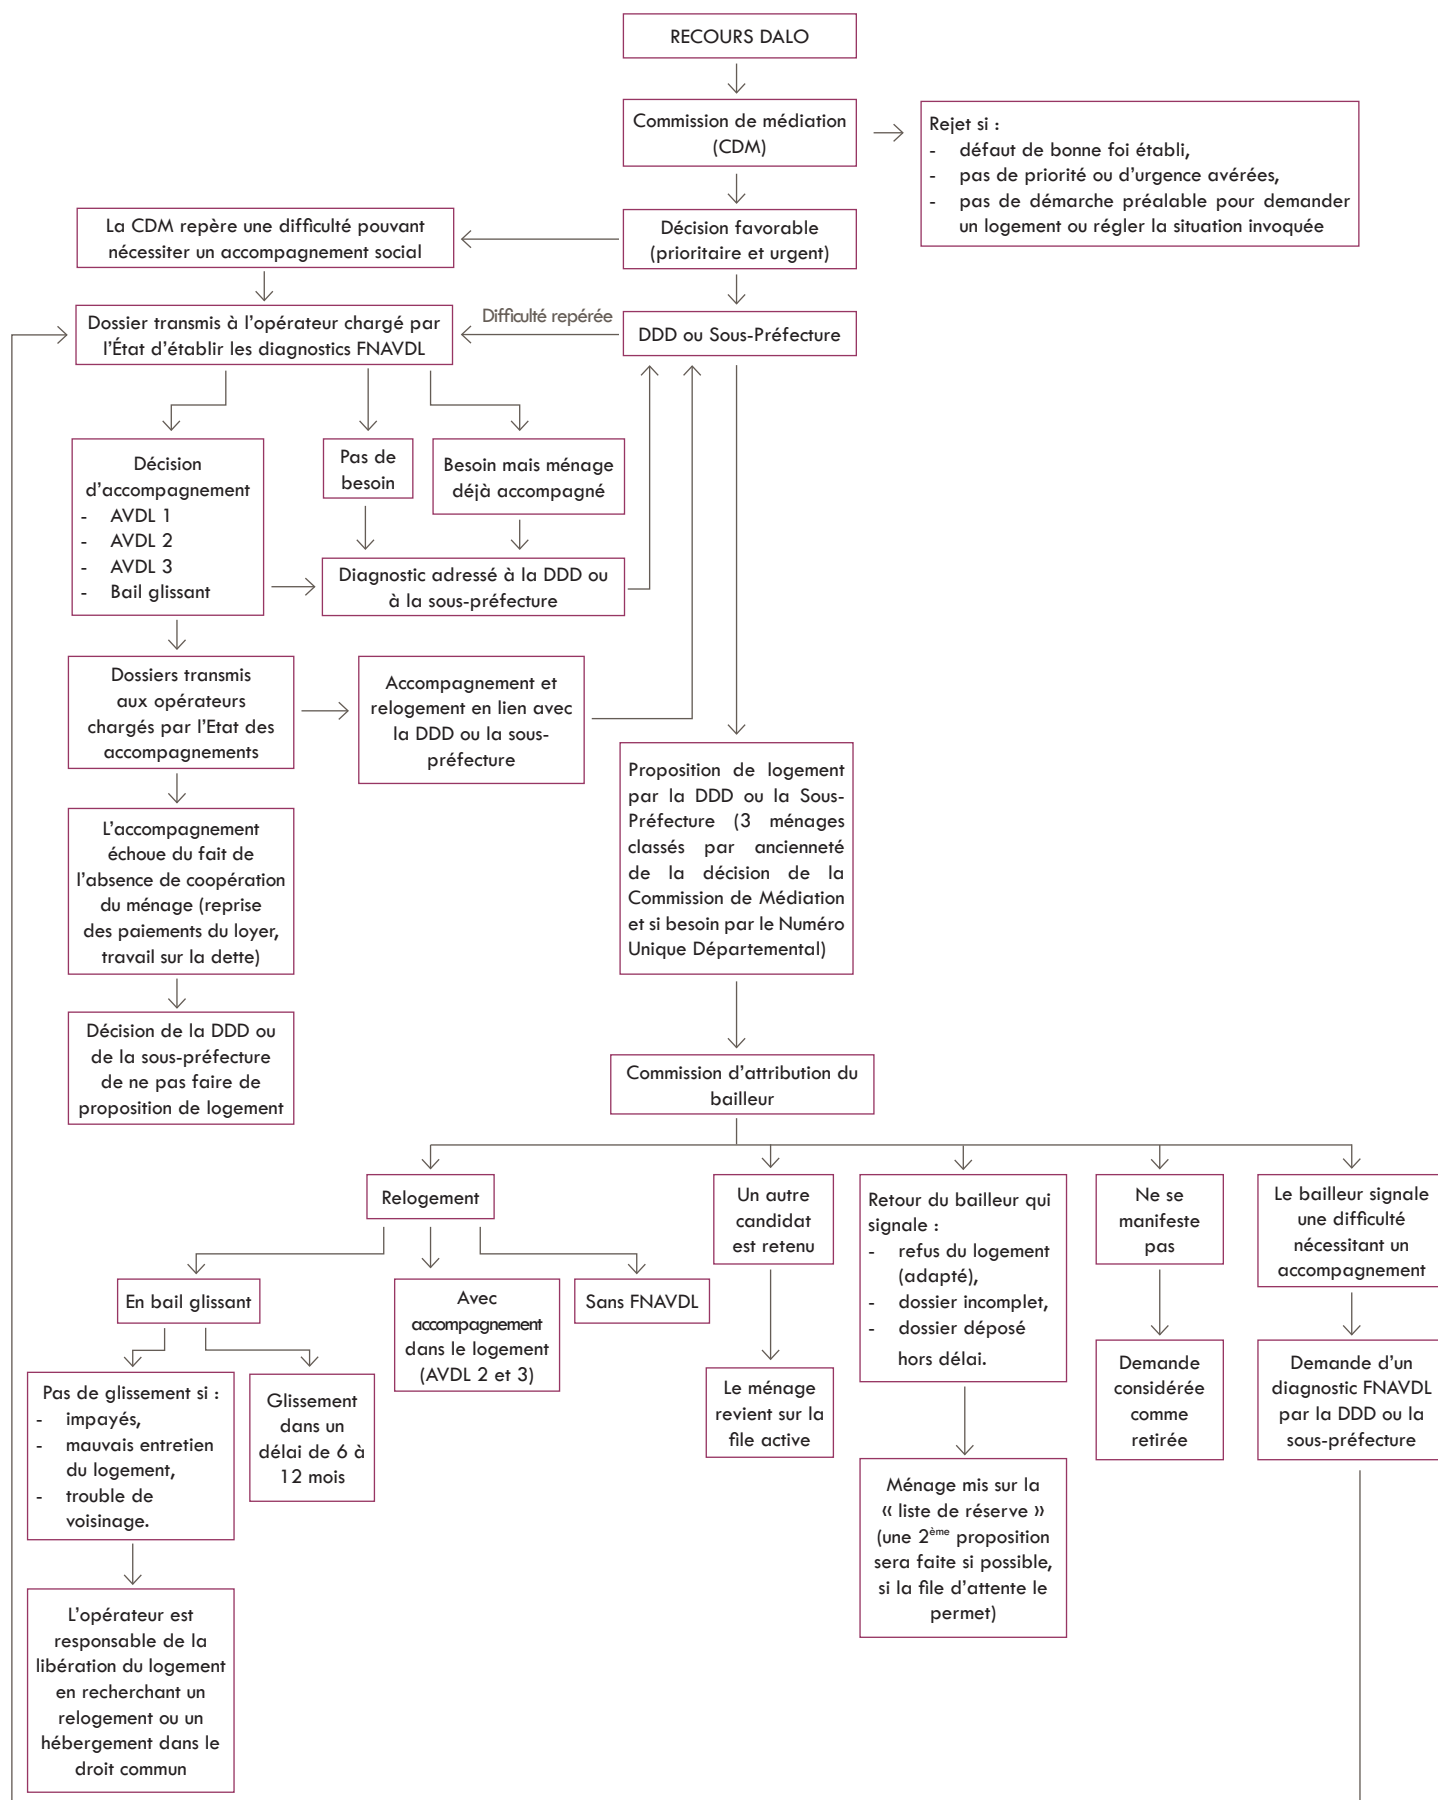 RECOURS DALO
Commission de médiation
(CDM)
Rejet si :
- défaut de bonne foi établi,
- pas de priorité ou d'urgence avérées,
- pas de démarche préalable pour demander
un logement ou régler la situation invoquée
La CDM repère une difficulté pouvant
nécessiter un accompagnement social
Décision favorable
(prioritaire et urgent)
Dossier transmis à l'opérateur chargé par
l'État d'établir les diagnostics FNAVDL
Difficulté repérée
DDD ou Sous-Préfecture
Décision
d'accompagnement
- AVDL 1
- AVDL 2
- AVDL 3
- Bail glissant
Pas de
besoin
Besoin mais ménage
déjà accompagné
Diagnostic adressé à la DDD ou
à la sous-préfecture
Dossiers transmis
aux opérateurs
chargés par l'Etat des
accompagnements
Accompagnement et
relogement en lien avec
la DDD ou la sous-
préfecture
Proposition de logement
par la DDD ou la Sous-
Préfecture (3 ménages
classés par ancienneté
de la décision de la
Commission de Médiation
et si besoin par le Numéro
Unique Départemental)
L'accompagnement
échoue du fait de
l'absence de coopération
du ménage (reprise
des paiements du loyer,
travail sur la dette)
Décision de la DDD ou
de la sous-préfecture
de ne pas faire de
proposition de logement
Commission d'attribution du
bailleur
Relogement
Un autre
candidat
est retenu
Retour du bailleur qui
signale :
- refus du logement
(adapté),
- dossier incomplet,
- dossier déposé
hors délai.
Ne se
manifeste
pas
Le bailleur signale
une difficulté
nécessitant un
accompagnement
En bail glissant
Avec
accompagnement
dans le logement
(AVDL 2 et 3)
Sans FNAVDL
Pas de glissement si :
- impayés,
- mauvais entretien
du logement,
- trouble de
voisinage.
Glissement
dans un
délai de 6 à
12 mois
Le ménage
revient sur la
file active
Demande
considérée
comme
retirée
Demande d'un
diagnostic FNAVDL
par la DDD ou la
sous-préfecture
Ménage mis sur la
« liste de réserve »
(une 2ème proposition
sera faite si possible,
si la file d'attente le
permet)
L'opérateur est
responsable de la
libération du logement
en recherchant un
relogement ou un
hébergement dans le
droit commun